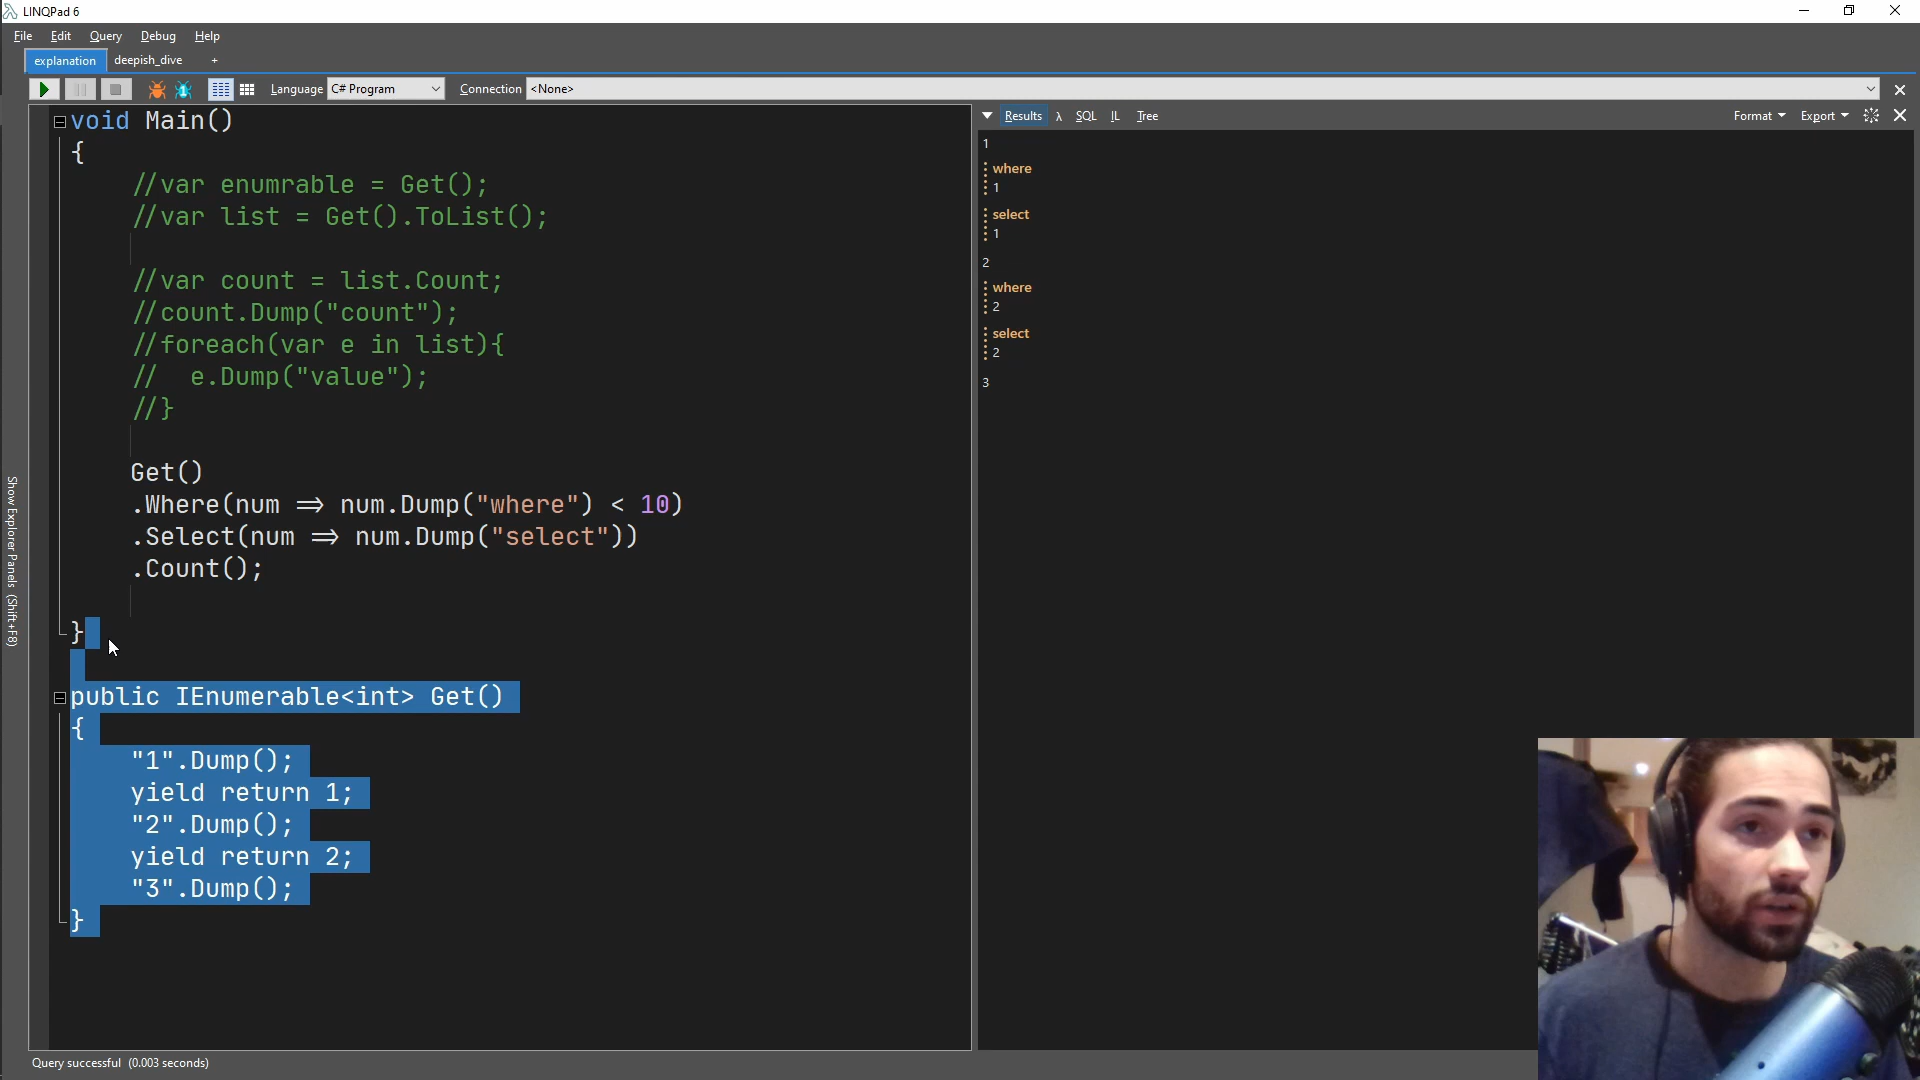 LINQPad 6
File Edit Query Debug Help
explanation deepish_dive +
Language C# Program Connection <None>
void Main()
{
//var enumrable = Get();
//var list = Get().ToList();
//var count = list.Count;
//count.Dump("count");
//foreach(var e in list){
// e.Dump("value");
//}
Get()
.Where(num => num.Dump("where") < 10)
.Select(num => num.Dump("select"))
.Count();
}
public IEnumerable<int> Get()
{
"1".Dump();
yield return 1;
"2".Dump();
yield return 2;
"3".Dump();
}
Show Explorer Panels (Shift+F8)
Results λ SQL IL Tree Format Export
1
where
1
select
1
2
where
2
select
2
3
Query successful (0.003 seconds)